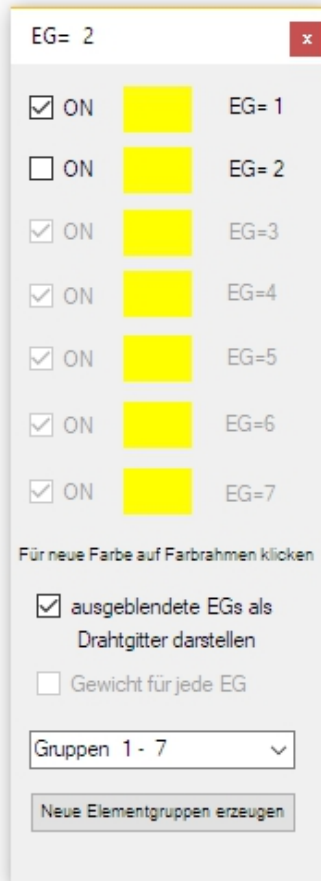 EG= 2 x
ON EG= 1
ON EG= 2
ON EG=3
ON EG=4
ON EG=5
ON EG=6
ON EG=7
Für neue Farbe auf Farbrahmen klicken
ausgeblendete EGs als
Drahtgitter darstellen
Gewicht für jede EG
Gruppen 1 - 7
Neue Elementgruppen erzeugen